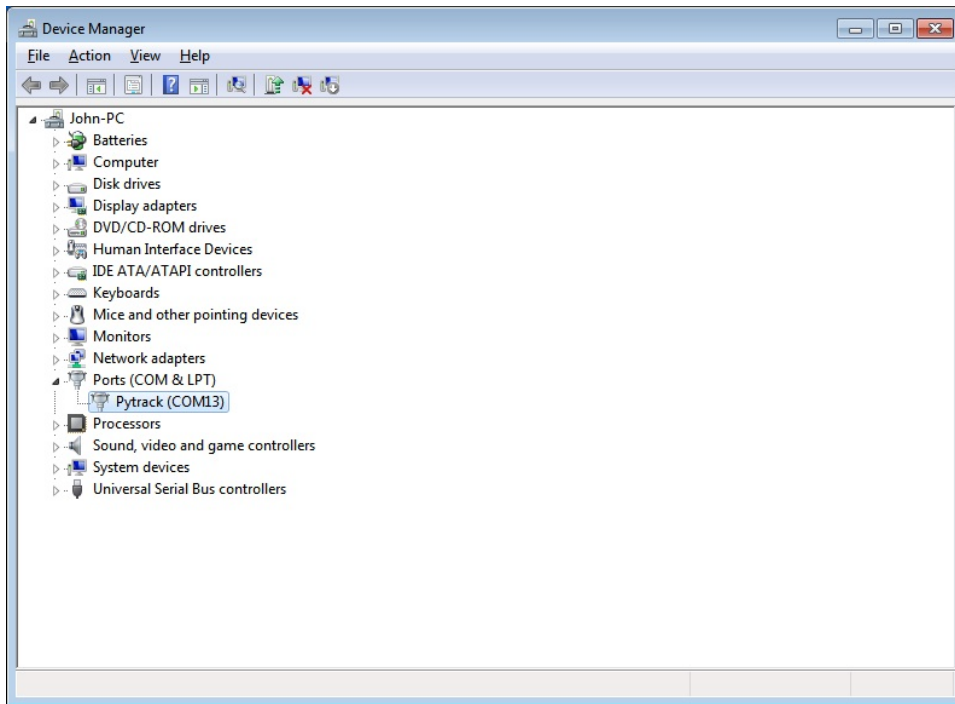 Device Manager
File Action View Help
John-PC
Batteries
Computer
Disk drives
Display adapters
DVD/CD-ROM drives
Human Interface Devices
IDE ATA/ATAPI controllers
Keyboards
Mice and other pointing devices
Monitors
Network adapters
Ports (COM & LPT)
Pytrack (COM13)
Processors
Sound, video and game controllers
System devices
Universal Serial Bus controllers